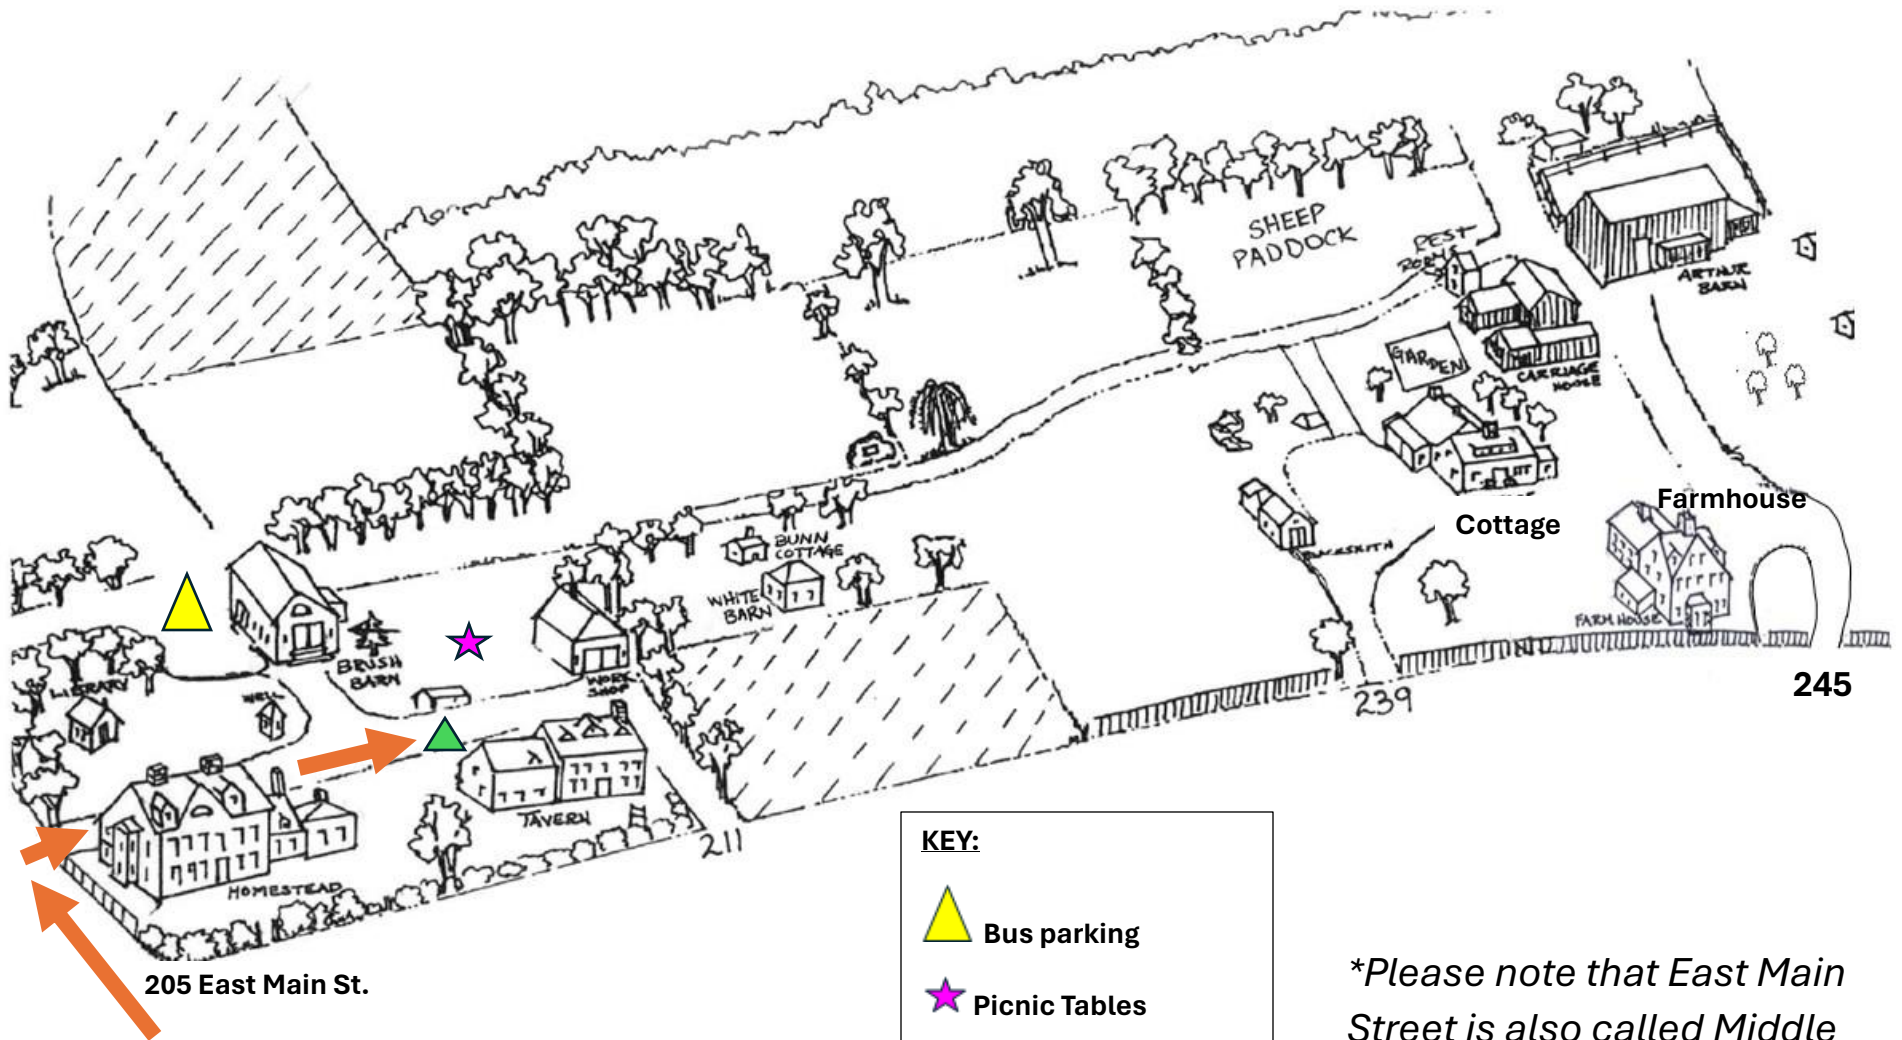 SHEEP
PADDOCK
PEST
ARTHUR
BARN
GARDEN
CARRIAGE
HOUSE
Farmhouse
Cottage
BUNN
COTTAGE
WHITE
BARN
FARM HOUSE
BRUSH
BARN
WORK
SHOP
LIBRARY
WELL
245
239
TAVERN
211
HOMESTEAD
205 East Main St.
KEY:
Bus parking
Picnic Tables
*Please note that East Main
Street is also called Middle